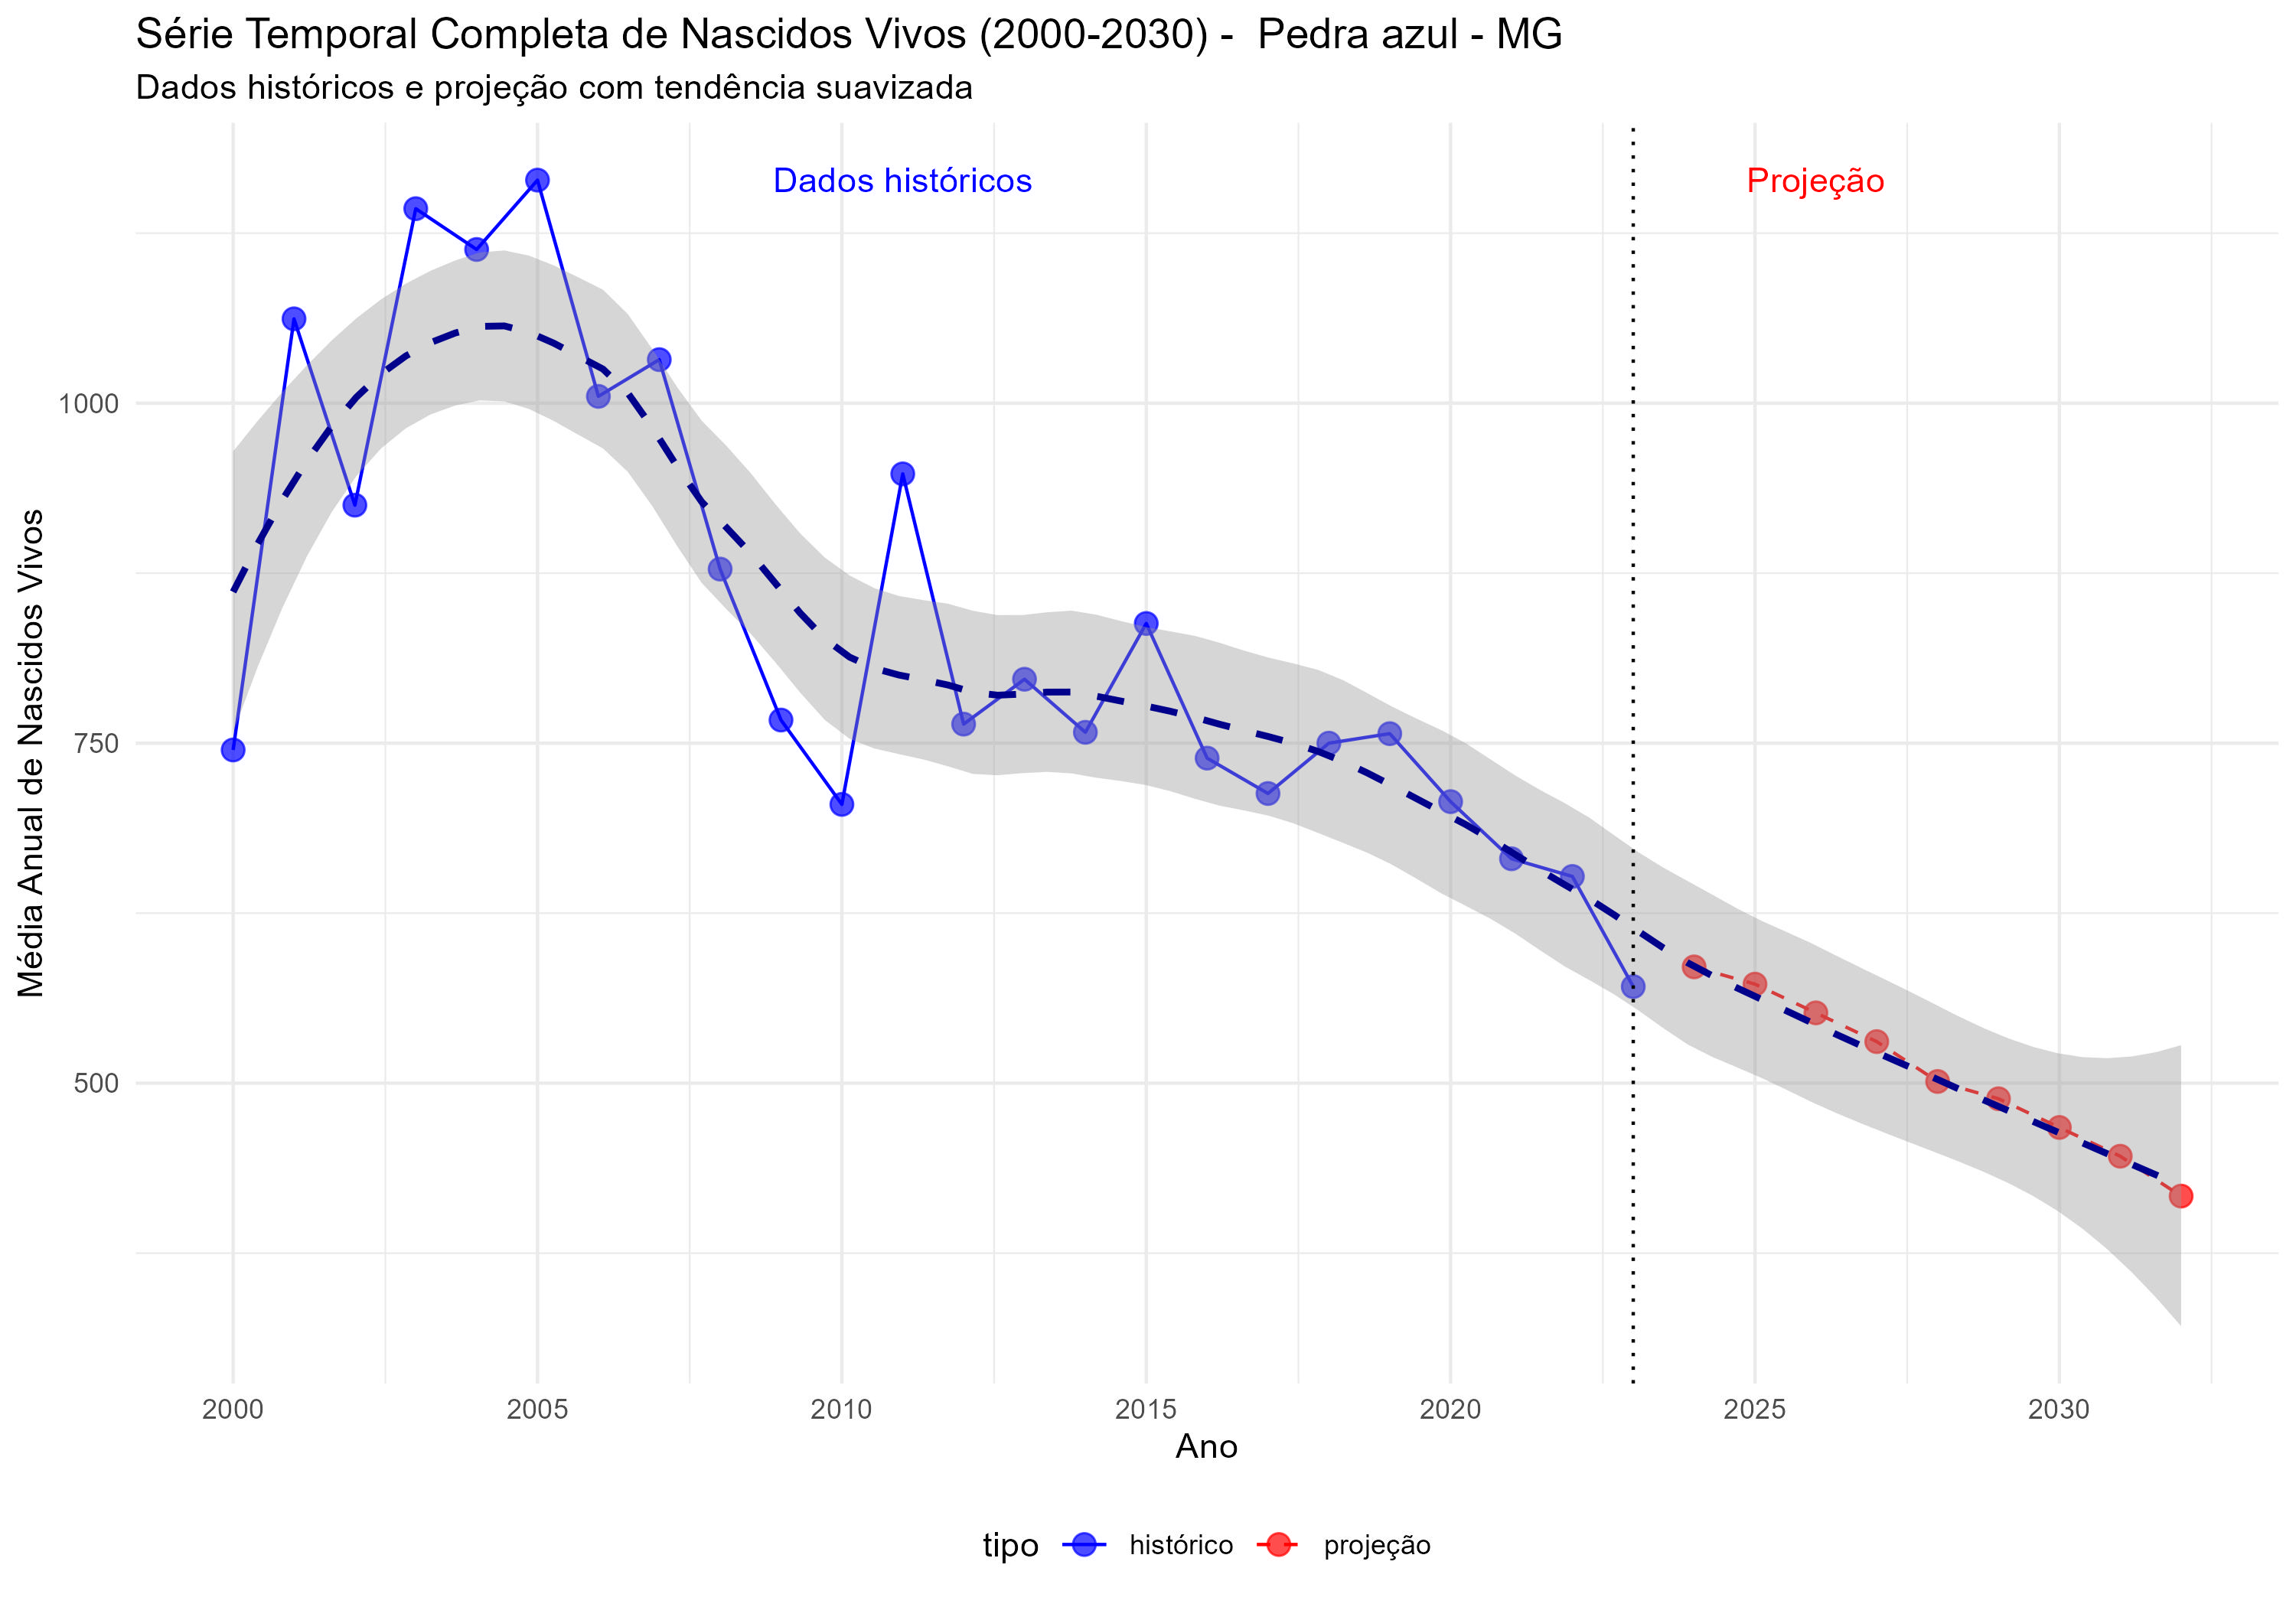 Série Temporal Completa de Nascidos Vivos (2000-2030) -  Pedra azul - MG
Dados históricos e projeção com tendência suavizada
Dados históricos
Projeção
Média Anual de Nascidos Vivos
1000
750
500
2000
2005
2010
2015
2020
2025
2030
Ano
tipo
histórico
projeção